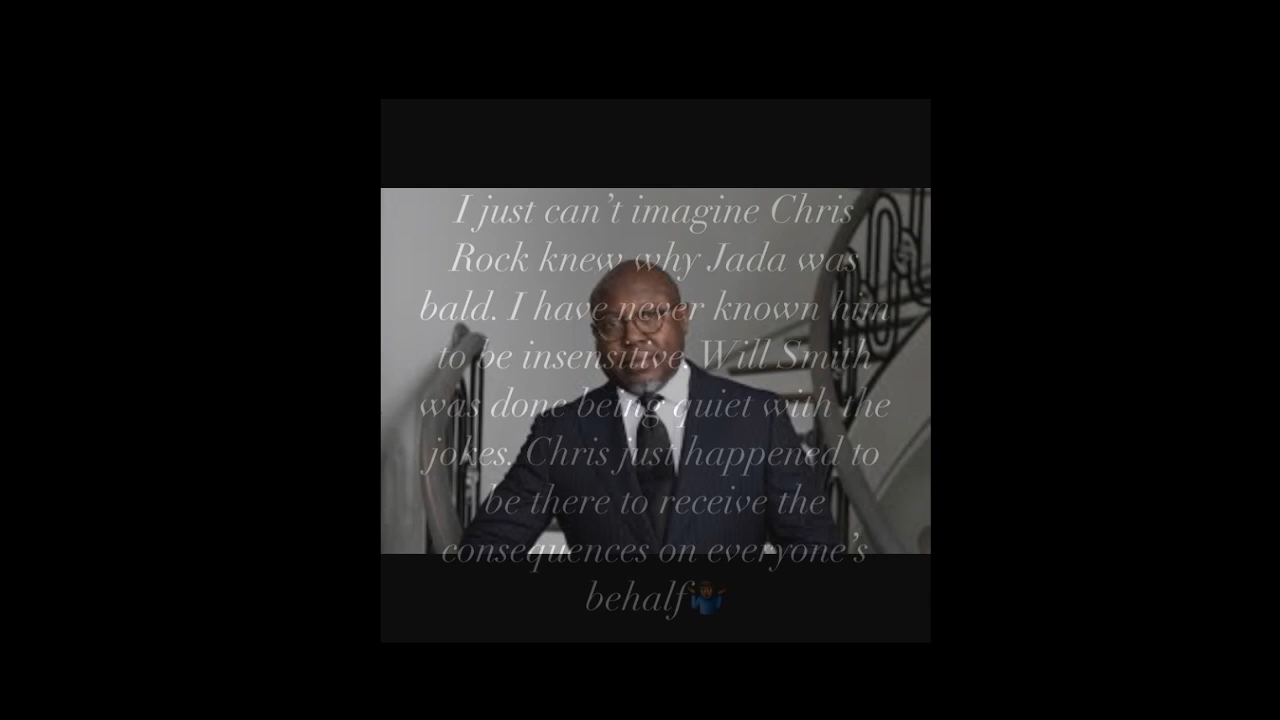 I just can’t imagine Chris
Rock knew why Jada was
bald. I have never known him
to be insensitive. Will Smith
was done being quiet with the
jokes. Chris just happened to
be there to receive the
consequences on everyone’s
behalf🤷🏾‍♂️